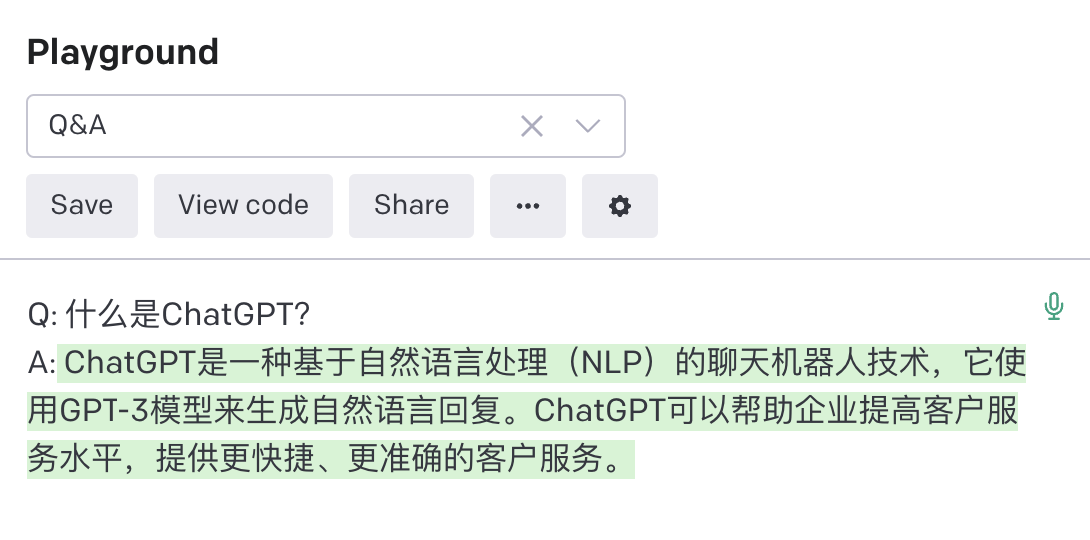 Playground
Q&A
Save View code Share
Q: 什么是ChatGPT?
A: ChatGPT是一种基于自然语言处理（NLP）的聊天机器人技术，它使
用GPT-3模型来生成自然语言回复。ChatGPT可以帮助企业提高客户服
务水平，提供更快捷、更准确的客户服务。